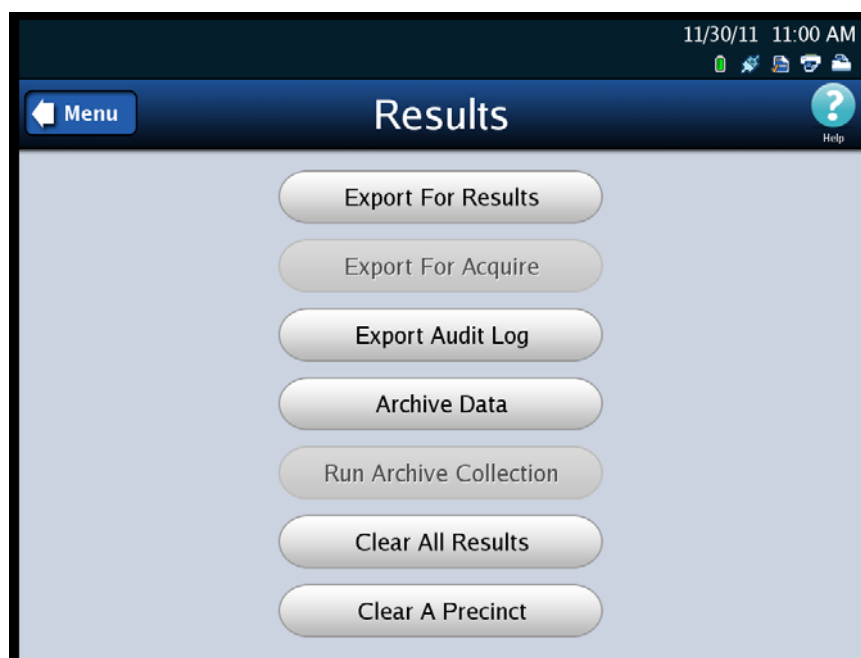 11/30/11 11:00 AM
Menu
Results
Help
Export For Results
Export For Acquire
Export Audit Log
Archive Data
Run Archive Collection
Clear All Results
Clear A Precinct